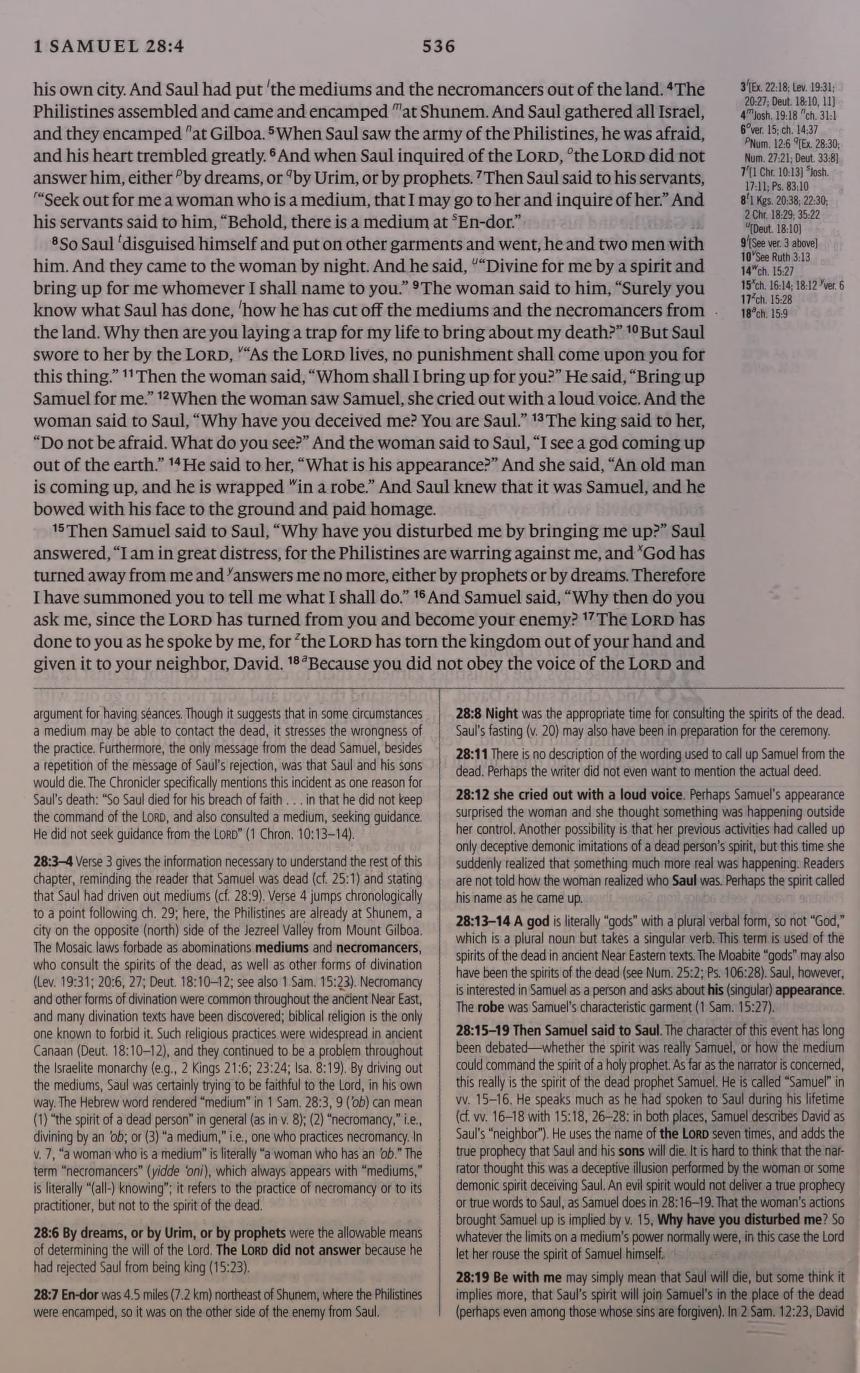 1 SAMUEL 28:4
536
his own city. And Saul had put ˡthe mediums and the necromancers out of the land. ⁴The
Philistines assembled and came and encamped ᵐat Shunem. And Saul gathered all Israel,
and they encamped ⁿat Gilboa. ⁵When Saul saw the army of the Philistines, he was afraid,
and his heart trembled greatly. ⁶And when Saul inquired of the LORD, ᵒthe LORD did not
answer him, either ᵖby dreams, or ᑫby Urim, or by prophets. ⁷Then Saul said to his servants,
ʳ“Seek out for me a woman who is a medium, that I may go to her and inquire of her.” And
his servants said to him, “Behold, there is a medium at ˢEn-dor.”
⁸So Saul ᵗdisguised himself and put on other garments and went, he and two men with
him. And they came to the woman by night. And he said, ᵘ“Divine for me by a spirit and
bring up for me whomever I shall name to you.” ⁹The woman said to him, “Surely you
know what Saul has done, ˡhow he has cut off the mediums and the necromancers from
the land. Why then are you laying a trap for my life to bring about my death?” ¹⁰But Saul
swore to her by the LORD, ᵛ“As the LORD lives, no punishment shall come upon you for
this thing.” ¹¹Then the woman said, “Whom shall I bring up for you?” He said, “Bring up
Samuel for me.” ¹²When the woman saw Samuel, she cried out with a loud voice. And the
woman said to Saul, “Why have you deceived me? You are Saul.” ¹³The king said to her,
“Do not be afraid. What do you see?” And the woman said to Saul, “I see a god coming up
out of the earth.” ¹⁴He said to her, “What is his appearance?” And she said, “An old man
is coming up, and he is wrapped ʷin a robe.” And Saul knew that it was Samuel, and he
bowed with his face to the ground and paid homage.
¹⁵Then Samuel said to Saul, “Why have you disturbed me by bringing me up?” Saul
answered, “I am in great distress, for the Philistines are warring against me, and ˣGod has
turned away from me and ʸanswers me no more, either by prophets or by dreams. Therefore
I have summoned you to tell me what I shall do.” ¹⁶And Samuel said, “Why then do you
ask me, since the LORD has turned from you and become your enemy? ¹⁷The LORD has
done to you as he spoke by me, for ᶻthe LORD has torn the kingdom out of your hand and
given it to your neighbor, David. ¹⁸ᵃBecause you did not obey the voice of the LORD and
3ˡ[Ex. 22:18; Lev. 19:31;
20:27; Deut. 18:10, 11]
4ᵐJosh. 19:18 ⁿch. 31:1
6ᵒver. 15; ch. 14:37
ᵖNum. 12:6 ᑫ[Ex. 28:30;
Num. 27:21; Deut. 33:8]
7ʳ[1 Chr. 10:13] ˢJosh.
17:11; Ps. 83:10
8ᵗ1 Kgs. 20:38; 22:30;
2 Chr. 18:29; 35:22
ᵘ[Deut. 18:10]
9ˡ[See ver. 3 above]
10ᵛSee Ruth 3:13
14ʷch. 15:27
15ˣch. 16:14; 18:12 ʸver. 6
17ᶻch. 15:28
18ᵃch. 15:9
argument for having séances. Though it suggests that in some circumstances
a medium may be able to contact the dead, it stresses the wrongness of
the practice. Furthermore, the only message from the dead Samuel, besides
a repetition of the message of Saul’s rejection, was that Saul and his sons
would die. The Chronicler specifically mentions this incident as one reason for
Saul’s death: “So Saul died for his breach of faith . . . in that he did not keep
the command of the LORD, and also consulted a medium, seeking guidance.
He did not seek guidance from the LORD” (1 Chron. 10:13–14).
28:3–4 Verse 3 gives the information necessary to understand the rest of this
chapter, reminding the reader that Samuel was dead (cf. 25:1) and stating
that Saul had driven out mediums (cf. 28:9). Verse 4 jumps chronologically
to a point following ch. 29; here, the Philistines are already at Shunem, a
city on the opposite (north) side of the Jezreel Valley from Mount Gilboa.
The Mosaic laws forbade as abominations mediums and necromancers,
who consult the spirits of the dead, as well as other forms of divination
(Lev. 19:31; 20:6, 27; Deut. 18:10–12; see also 1 Sam. 15:23). Necromancy
and other forms of divination were common throughout the ancient Near East,
and many divination texts have been discovered; biblical religion is the only
one known to forbid it. Such religious practices were widespread in ancient
Canaan (Deut. 18:10–12), and they continued to be a problem throughout
the Israelite monarchy (e.g., 2 Kings 21:6; 23:24; Isa. 8:19). By driving out
the mediums, Saul was certainly trying to be faithful to the Lord, in his own
way. The Hebrew word rendered “medium” in 1 Sam. 28:3, 9 (’ob) can mean
(1) “the spirit of a dead person” in general (as in v. 8); (2) “necromancy,” i.e.,
divining by an ’ob; or (3) “a medium,” i.e., one who practices necromancy. In
v. 7, “a woman who is a medium” is literally “a woman who has an ’ob.” The
term “necromancers” (yidde ‘oni), which always appears with “mediums,”
is literally “(all-) knowing”; it refers to the practice of necromancy or to its
practitioner, but not to the spirit of the dead.
28:6 By dreams, or by Urim, or by prophets were the allowable means
of determining the will of the Lord. The LORD did not answer because he
had rejected Saul from being king (15:23).
28:7 En-dor was 4.5 miles (7.2 km) northeast of Shunem, where the Philistines
were encamped, so it was on the other side of the enemy from Saul.
28:8 Night was the appropriate time for consulting the spirits of the dead.
Saul’s fasting (v. 20) may also have been in preparation for the ceremony.
28:11 There is no description of the wording used to call up Samuel from the
dead. Perhaps the writer did not even want to mention the actual deed.
28:12 she cried out with a loud voice. Perhaps Samuel’s appearance
surprised the woman and she thought something was happening outside
her control. Another possibility is that her previous activities had called up
only deceptive demonic imitations of a dead person’s spirit, but this time she
suddenly realized that something much more real was happening. Readers
are not told how the woman realized who Saul was. Perhaps the spirit called
his name as he came up.
28:13–14 A god is literally “gods” with a plural verbal form, so not “God,”
which is a plural noun but takes a singular verb. This term is used of the
spirits of the dead in ancient Near Eastern texts. The Moabite “gods” may also
have been the spirits of the dead (see Num. 25:2; Ps. 106:28). Saul, however,
is interested in Samuel as a person and asks about his (singular) appearance.
The robe was Samuel’s characteristic garment (1 Sam. 15:27).
28:15–19 Then Samuel said to Saul. The character of this event has long
been debated—whether the spirit was really Samuel, or how the medium
could command the spirit of a holy prophet. As far as the narrator is concerned,
this really is the spirit of the dead prophet Samuel. He is called “Samuel” in
vv. 15–16. He speaks much as he had spoken to Saul during his lifetime
(cf. vv. 16–18 with 15:18, 26–28: in both places, Samuel describes David as
Saul’s “neighbor”). He uses the name of the LORD seven times, and adds the
true prophecy that Saul and his sons will die. It is hard to think that the nar-
rator thought this was a deceptive illusion performed by the woman or some
demonic spirit deceiving Saul. An evil spirit would not deliver a true prophecy
or true words to Saul, as Samuel does in 28:16–19. That the woman’s actions
brought Samuel up is implied by v. 15, Why have you disturbed me? So
whatever the limits on a medium’s power normally were, in this case the Lord
let her rouse the spirit of Samuel himself.
28:19 Be with me may simply mean that Saul will die, but some think it
implies more, that Saul’s spirit will join Samuel’s in the place of the dead
(perhaps even among those whose sins are forgiven). In 2 Sam. 12:23, David